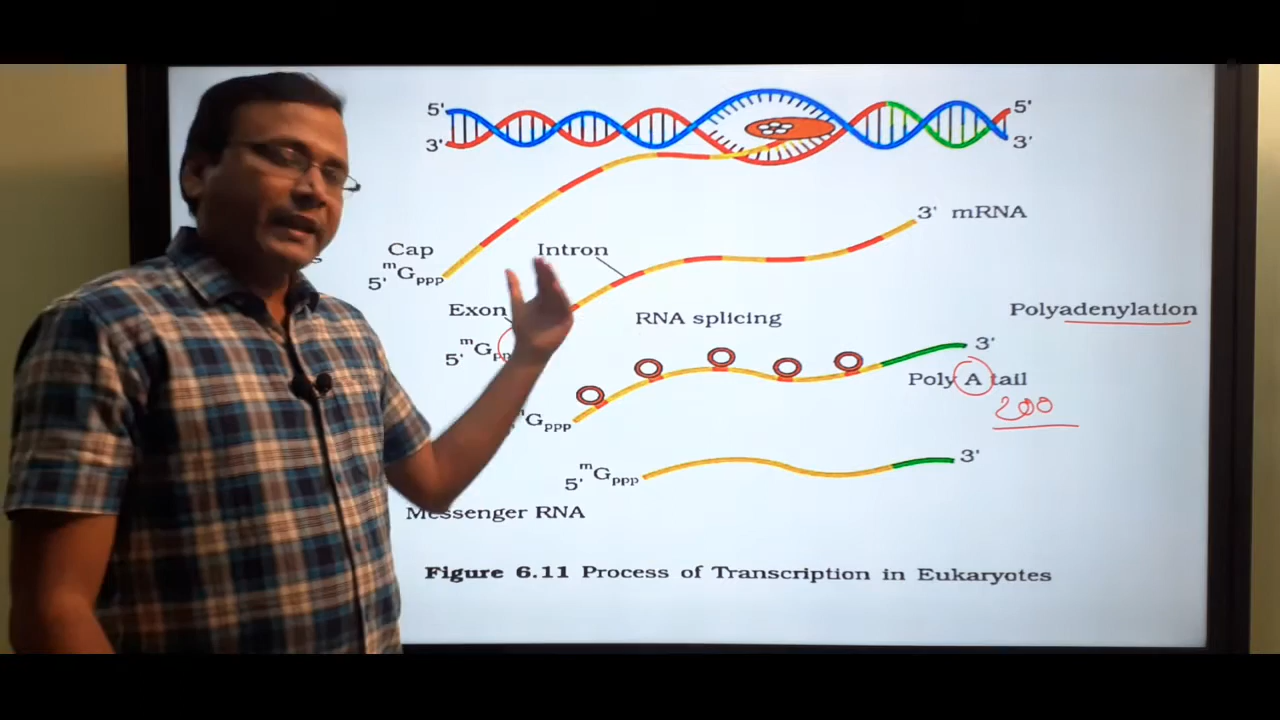 5' 5'
3' 3'
3' mRNA
Cap Intron
5' mGppp
Exon
RNA splicing
Polyadenylation
5' mGpp
3'
Poly A tail
200
mGppp
3'
5' mGppp
Messenger RNA
Figure 6.11 Process of Transcription in Eukaryotes